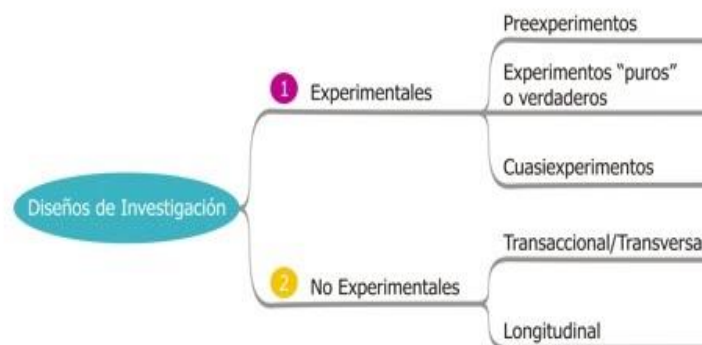 Preexperimentos
Experimentos “puros”
o verdaderos
1 Experimentales
Cuasiexperimentos
Diseños de Investigación
Transaccional/Transversa
2 No Experimentales
Longitudinal